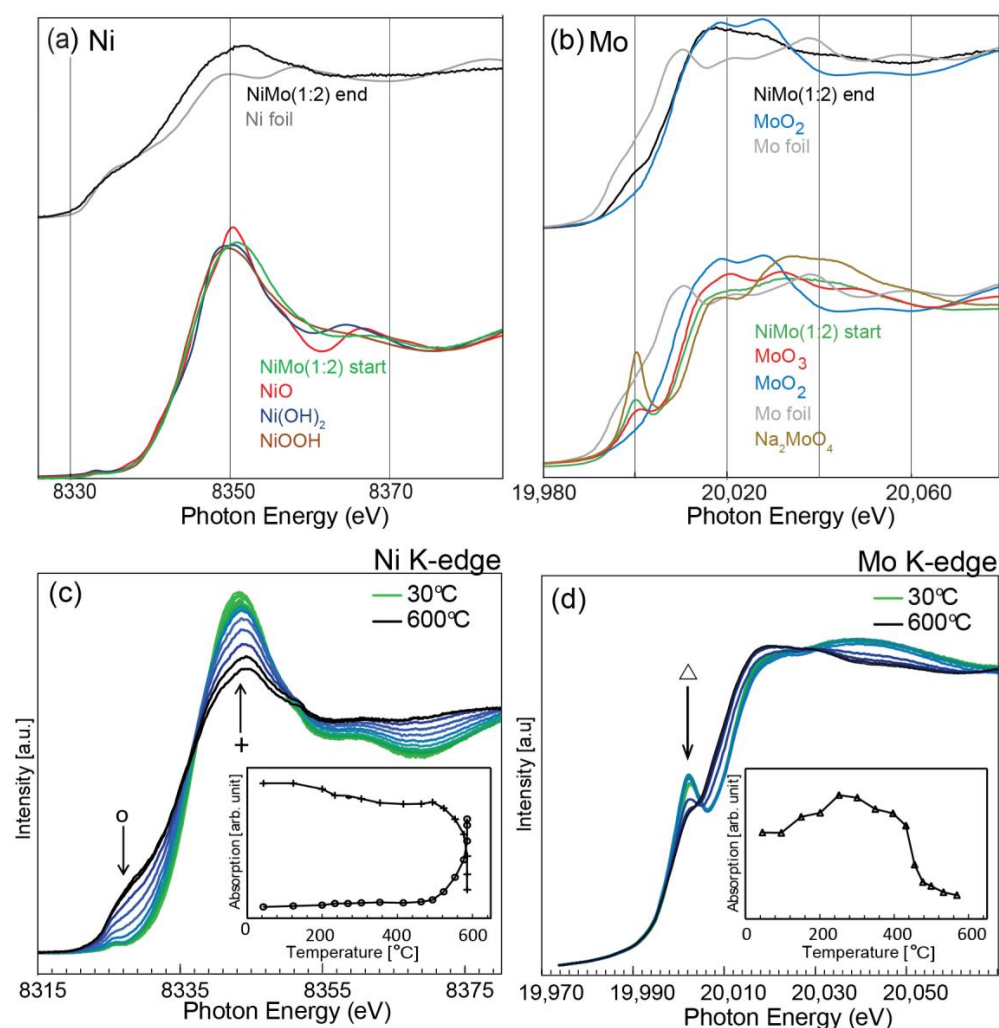 (a) Ni
NiMo(1:2) end
Ni foil
NiMo(1:2) start
NiO
Ni(OH)2
NiOOH
8330 8350 8370
Photon Energy (eV)
(b) Mo
NiMo(1:2) end
MoO2
Mo foil
NiMo(1:2) start
MoO3
MoO2
Mo foil
Na2MoO4
19,980 20,020 20,060
Photon Energy (eV)
Ni K-edge
(c)
30°C
600°C
+
o
Intensity [a.u.]
Absorption [arb. unit]
0 200 400 600
Temperature [°C]
8315 8335 8355 8375
Photon Energy (eV)
Mo K-edge
(d)
30°C
600°C
△
Intensity [a.u]
Absorption [arb. unit]
0 200 400 600
Temperature [°C]
19,970 19,990 20,010 20,030 20,050
Photon Energy (eV)